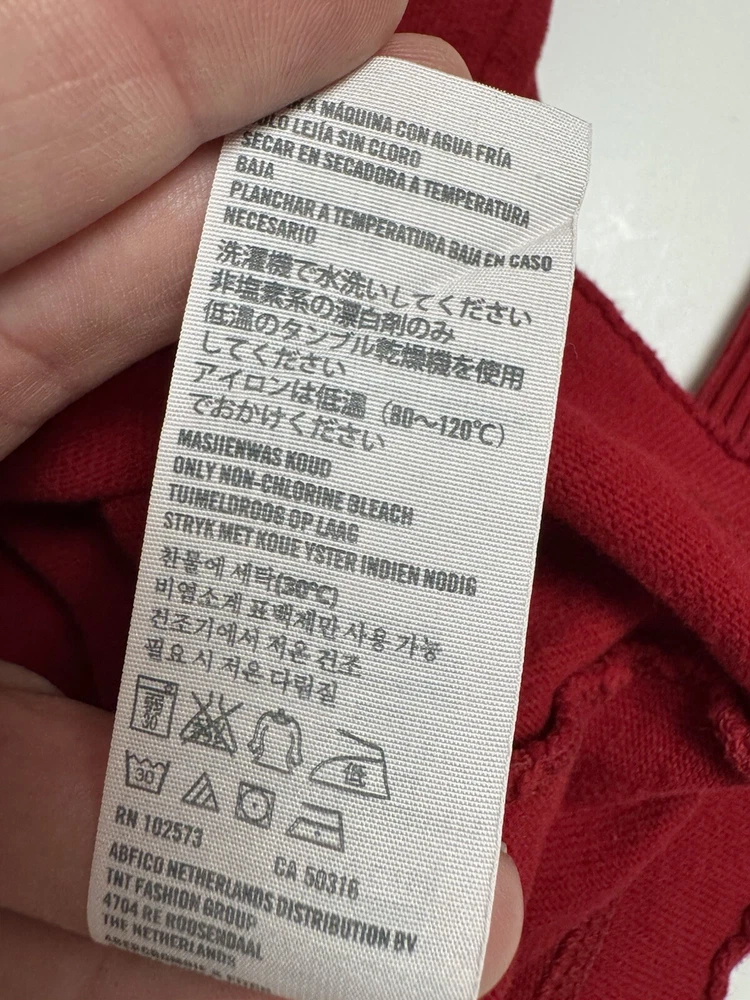 A MÁQUINA CON AGUA FRÍA
LEJÍA SIN CLORO
SECAR EN SECADORA A TEMPERATURA
BAJA
PLANCHAR A TEMPERATURA BAJA EN CASO
NECESARIO
洗濯機で水洗いしてください
非塩素系の漂白剤のみ
低温のタンブル乾燥機を使用
してください
アイロンは低温（80～120℃）
でおかけください
MASJIENWAS KOUD
ONLY NON-CHLORINE BLEACH
TUIMELDROOG OP LAAG
STRYK MET KOUE YSTER INDIEN NODIG
찬물에 세탁(30℃)
비염소계 표백제만 사용 가능
건조기에서 저온 건조
필요 시 저온 다림질
30 低
30
RN 102573 CA 50316
ABFICO NETHERLANDS DISTRIBUTION BV
TNT FASHION GROUP
4704 RE ROOSENDAAL
THE NETHERLANDS